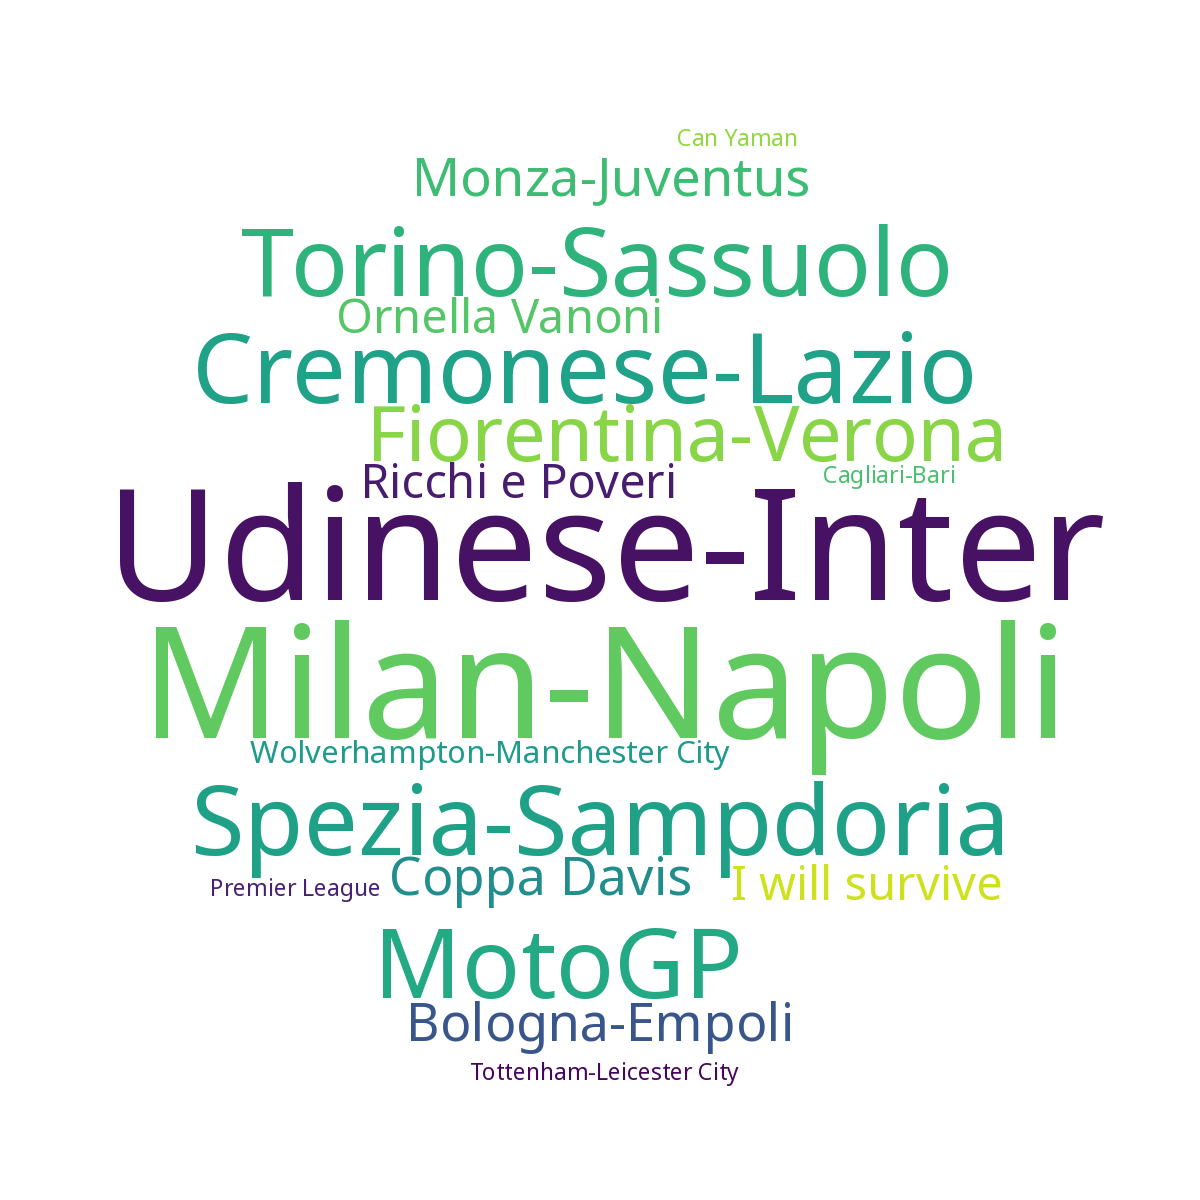 Can Yaman
Monza-Juventus
Torino-Sassuolo
Ornella Vanoni
Cremonese-Lazio
Fiorentina-Verona
Ricchi e Poveri
Cagliari-Bari
Udinese-Inter
Milan-Napoli
Wolverhampton-Manchester City
Spezia-Sampdoria
Premier League
Coppa Davis
I will survive
MotoGP
Bologna-Empoli
Tottenham-Leicester City